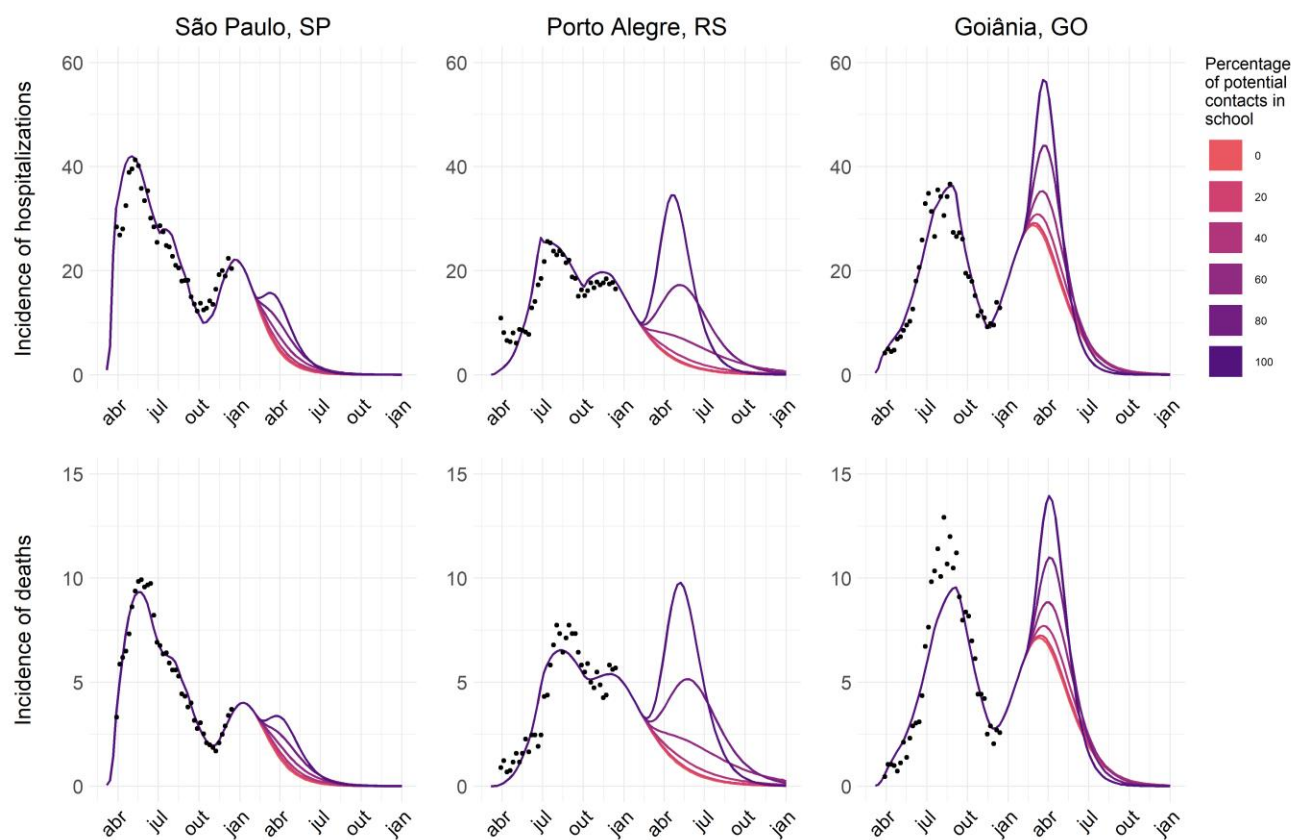 São Paulo, SP
Porto Alegre, RS
Goiânia, GO
Incidence of hospitalizations
60
40
20
0
abr
jul
out
jan
abr
jul
out
jan
60
40
20
0
abr
jul
out
jan
abr
jul
out
jan
60
40
20
0
abr
jul
out
jan
abr
jul
out
jan
Percentage
of potential
contacts in
school
0
20
40
60
80
100
Incidence of deaths
15
10
5
0
abr
jul
out
jan
abr
jul
out
jan
15
10
5
0
abr
jul
out
jan
abr
jul
out
jan
15
10
5
0
abr
jul
out
jan
abr
jul
out
jan